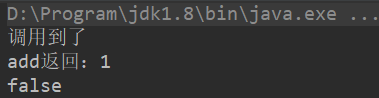 D:\Program\jdk1.8\bin\java.exe ...
调用到了
add返回：1
false